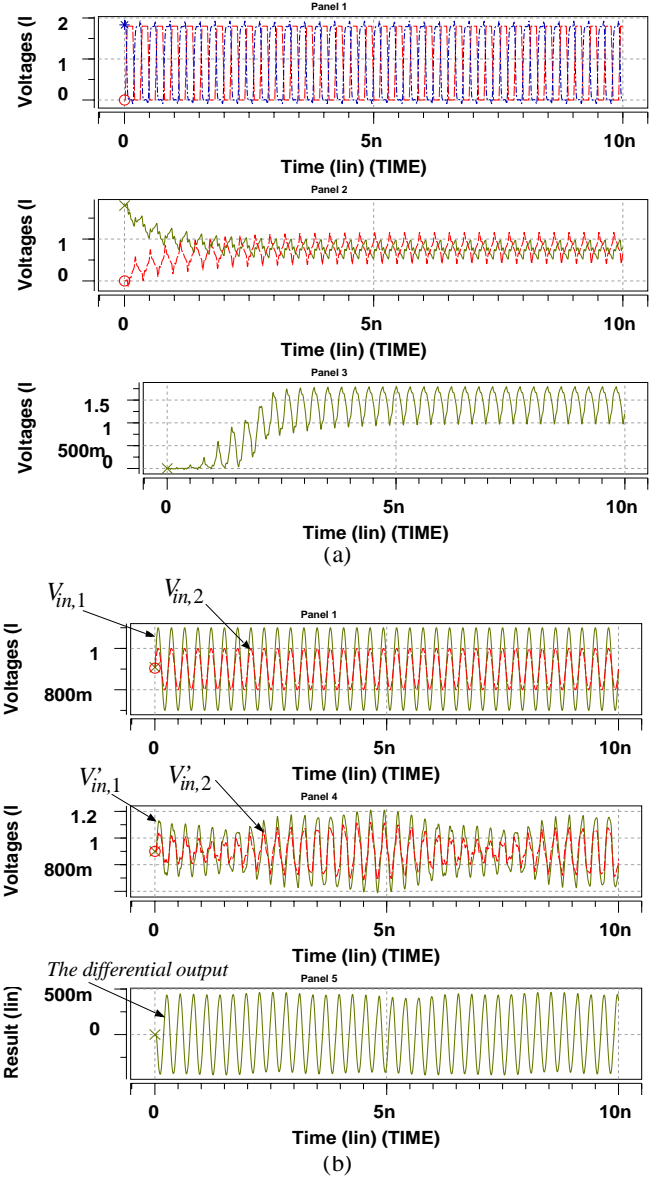 Panel 1
Voltages (l
2
1
0
0
5n
10n
Time (lin) (TIME)
Panel 2
Voltages (l
1
0
0
5n
10n
Time (lin) (TIME)
Panel 3
Voltages (l
1.5
1
500m
0
0
5n
10n
Time (lin) (TIME)
(a)
Vin,1
Vin,2
Panel 1
Voltages (l
1
800m
0
5n
10n
Time (lin) (TIME)
V'in,1
V'in,2
Panel 4
Voltages (l
1.2
1
800m
0
5n
10n
Time (lin) (TIME)
The differential output
Panel 5
Result (lin)
500m
0
0
5n
10n
Time (lin) (TIME)
(b)